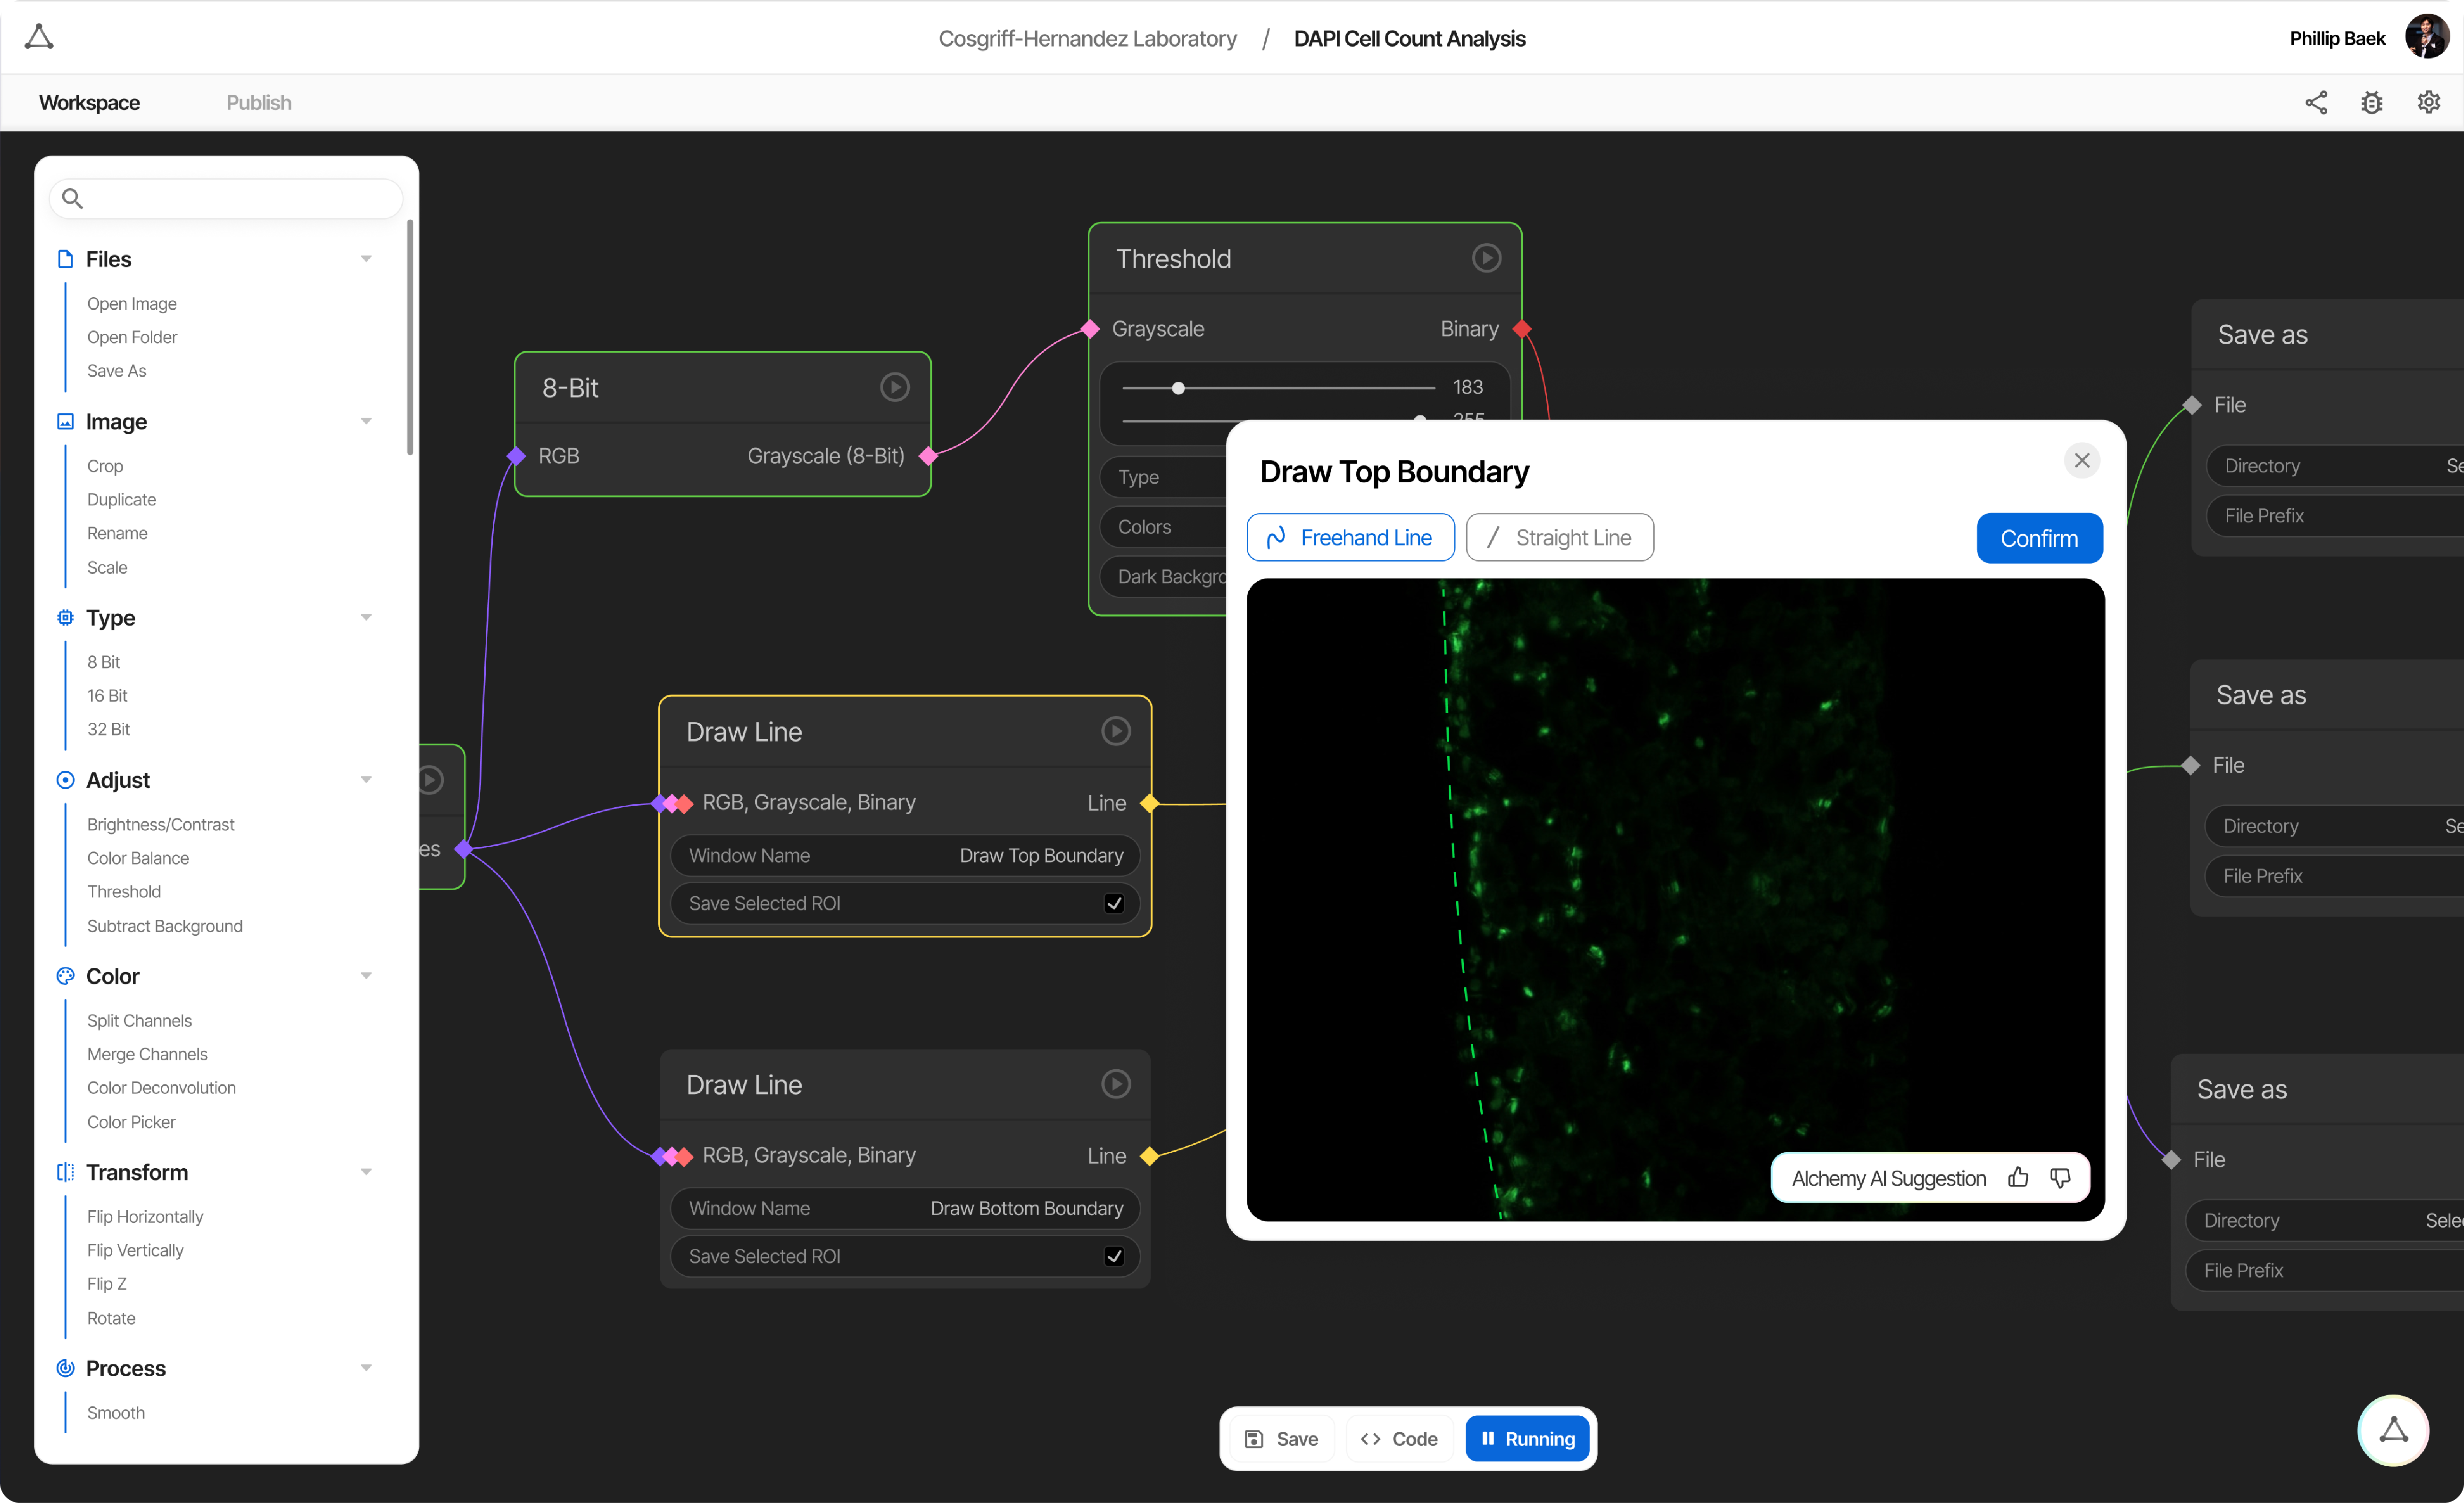 Cosgriff-Hernandez Laboratory / DAPI Cell Count Analysis
Phillip Baek
Workspace
Publish
Files
Open Image
Open Folder
Save As
Image
Crop
Duplicate
Rename
Scale
Type
8 Bit
16 Bit
32 Bit
Adjust
Brightness/Contrast
Color Balance
Threshold
Subtract Background
Color
Split Channels
Merge Channels
Color Deconvolution
Color Picker
Transform
Flip Horizontally
Flip Vertically
Flip Z
Rotate
Process
Smooth
es
8-Bit
RGB
Grayscale (8-Bit)
Threshold
Grayscale
Binary
183
255
Type
Colors
Dark Backgro
Draw Line
RGB, Grayscale, Binary
Line
Window Name
Draw Top Boundary
Save Selected ROI
Draw Line
RGB, Grayscale, Binary
Line
Window Name
Draw Bottom Boundary
Save Selected ROI
Draw Top Boundary
Freehand Line
Straight Line
Confirm
Alchemy AI Suggestion
Save as
File
Directory
Se
File Prefix
Save as
File
Directory
Se
File Prefix
Save as
File
Directory
Sele
File Prefix
Save
Code
Running